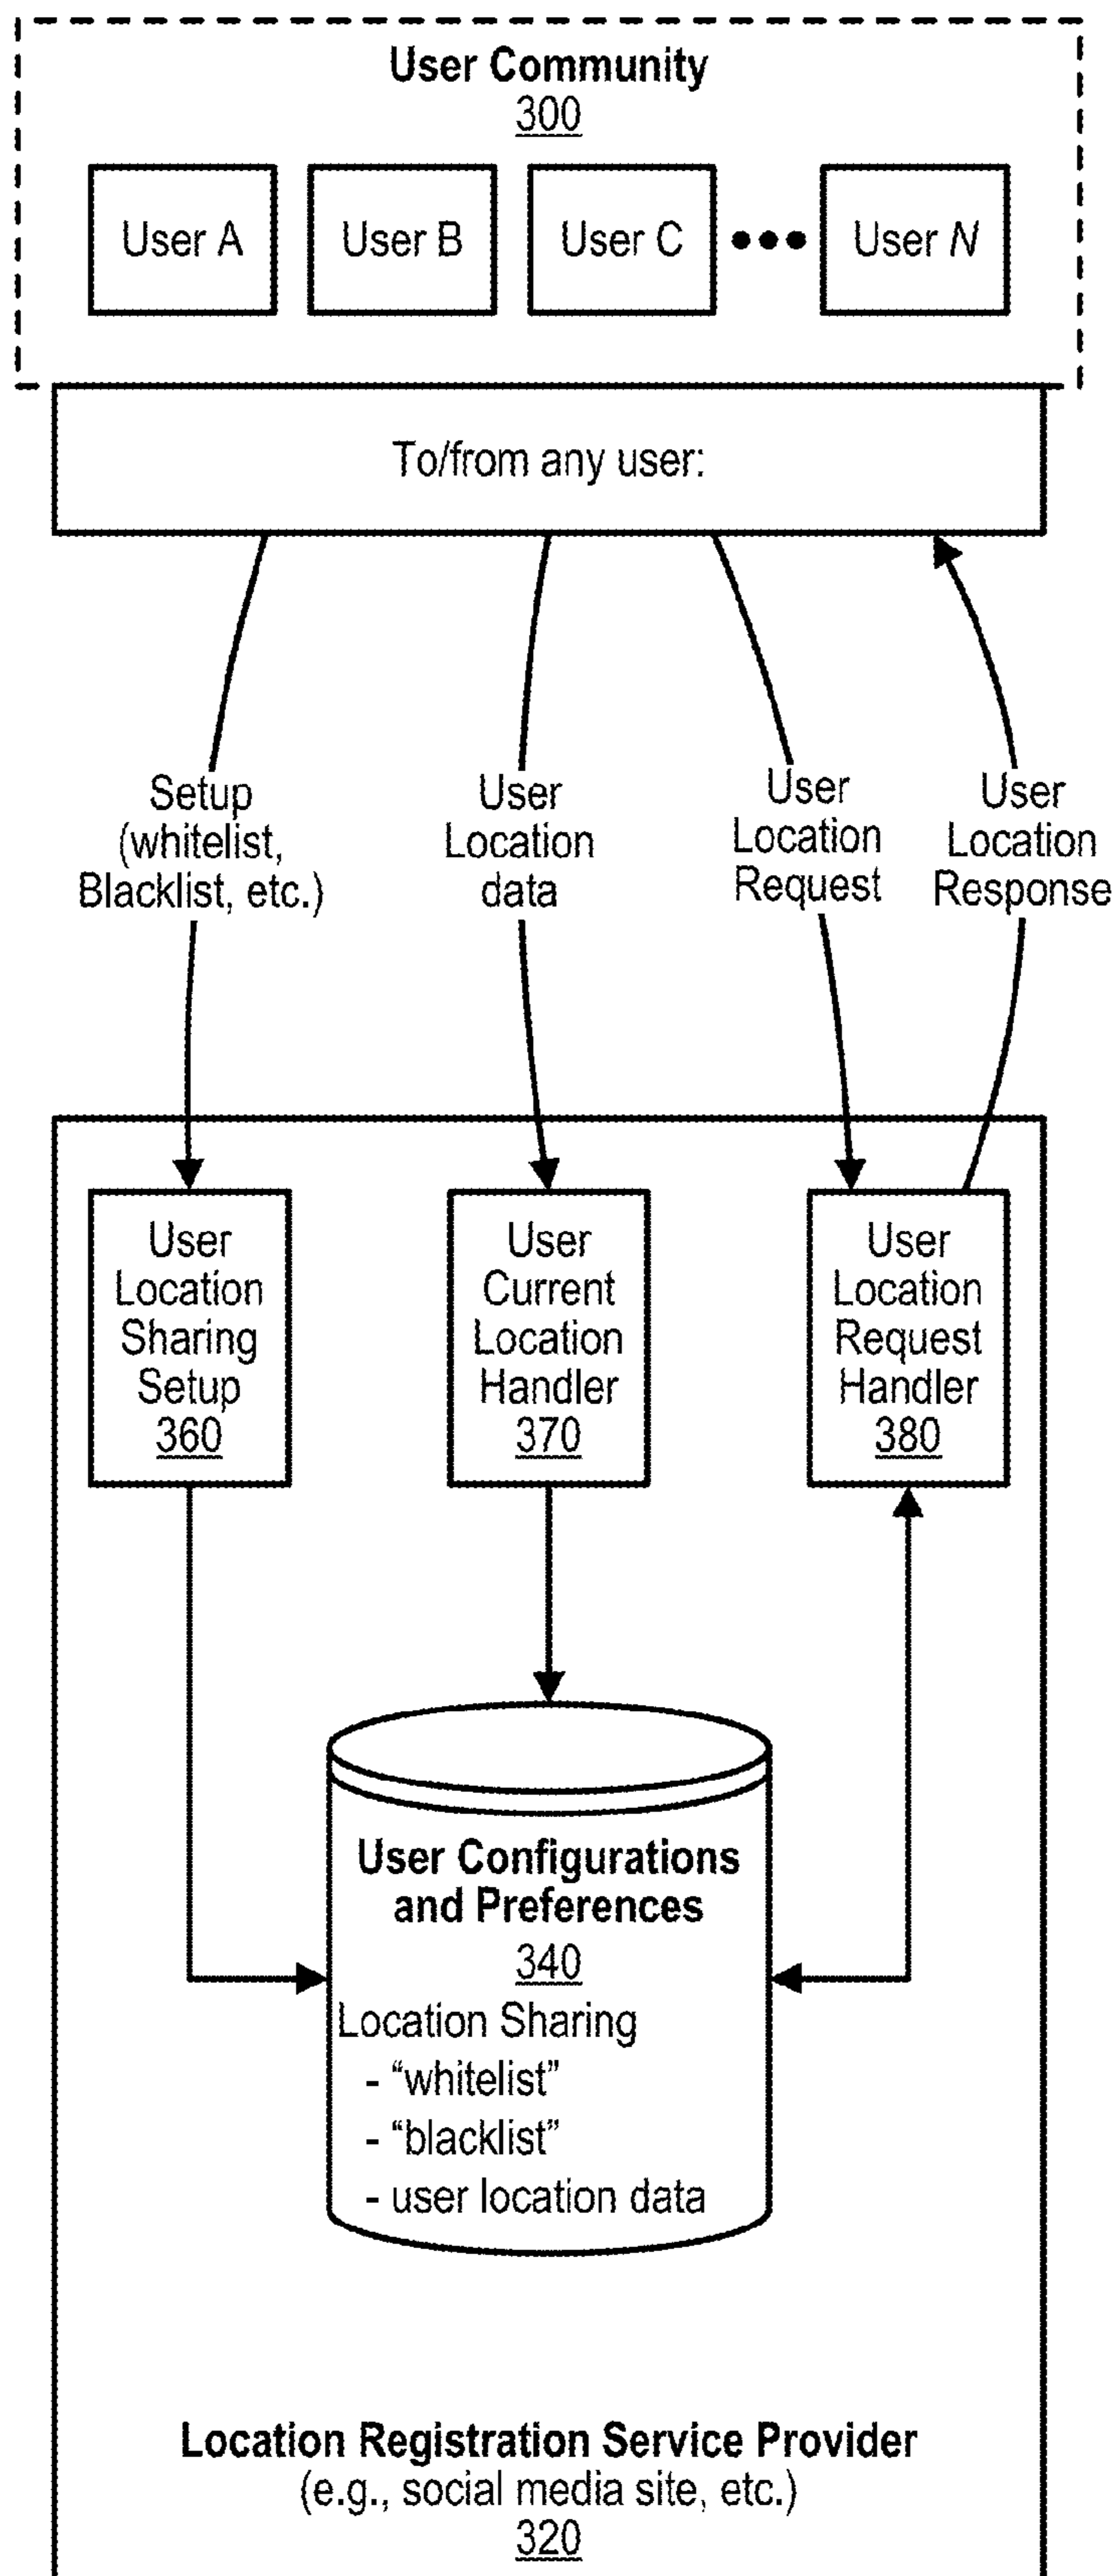 User Community
300
User A
User B
User C
User N
To/from any user:
Setup
(whitelist,
Blacklist, etc.)
User
Location
data
User
Location
Request
User
Location
Response
User
Location
Sharing
Setup
360
User
Current
Location
Handler
370
User
Location
Request
Handler
380
User Configurations
and Preferences
340
Location Sharing
- “whitelist”
- “blacklist”
- user location data
Location Registration Service Provider
(e.g., social media site, etc.)
320